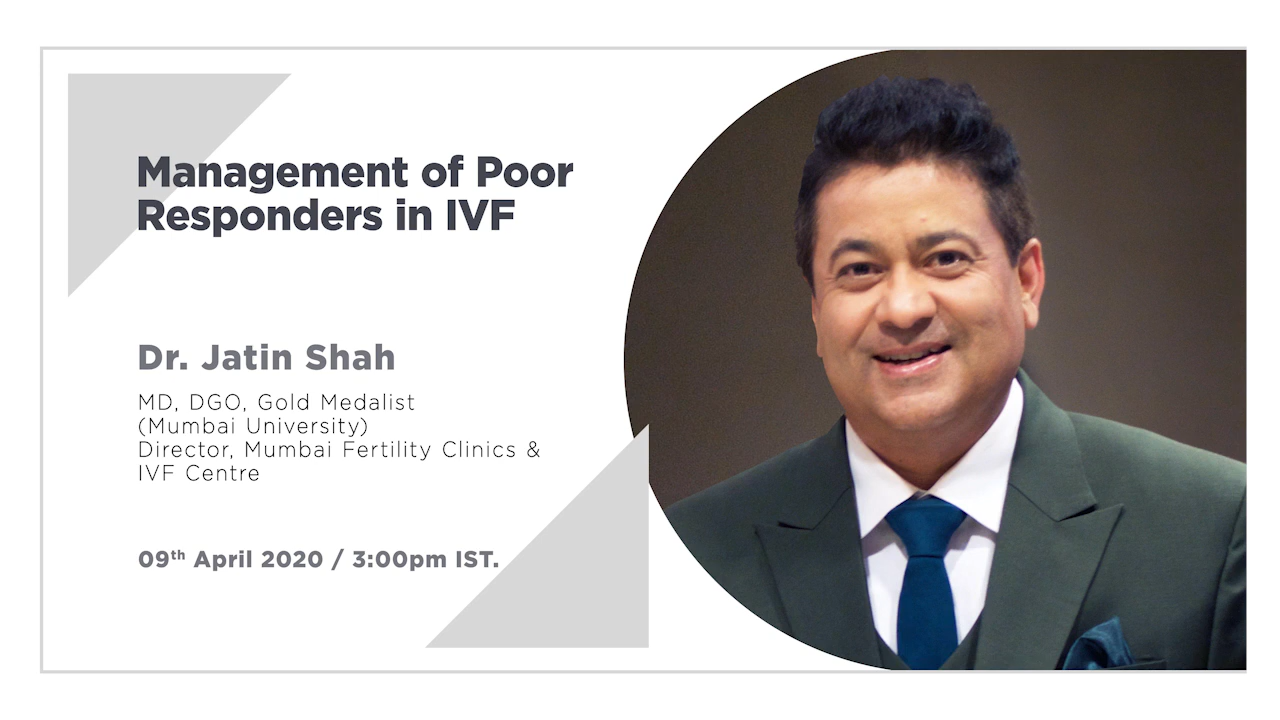 Management of Poor
Responders in IVF
Dr. Jatin Shah
MD, DGO, Gold Medalist
(Mumbai University)
Director, Mumbai Fertility Clinics &
IVF Centre
09th April 2020 / 3:00pm IST.